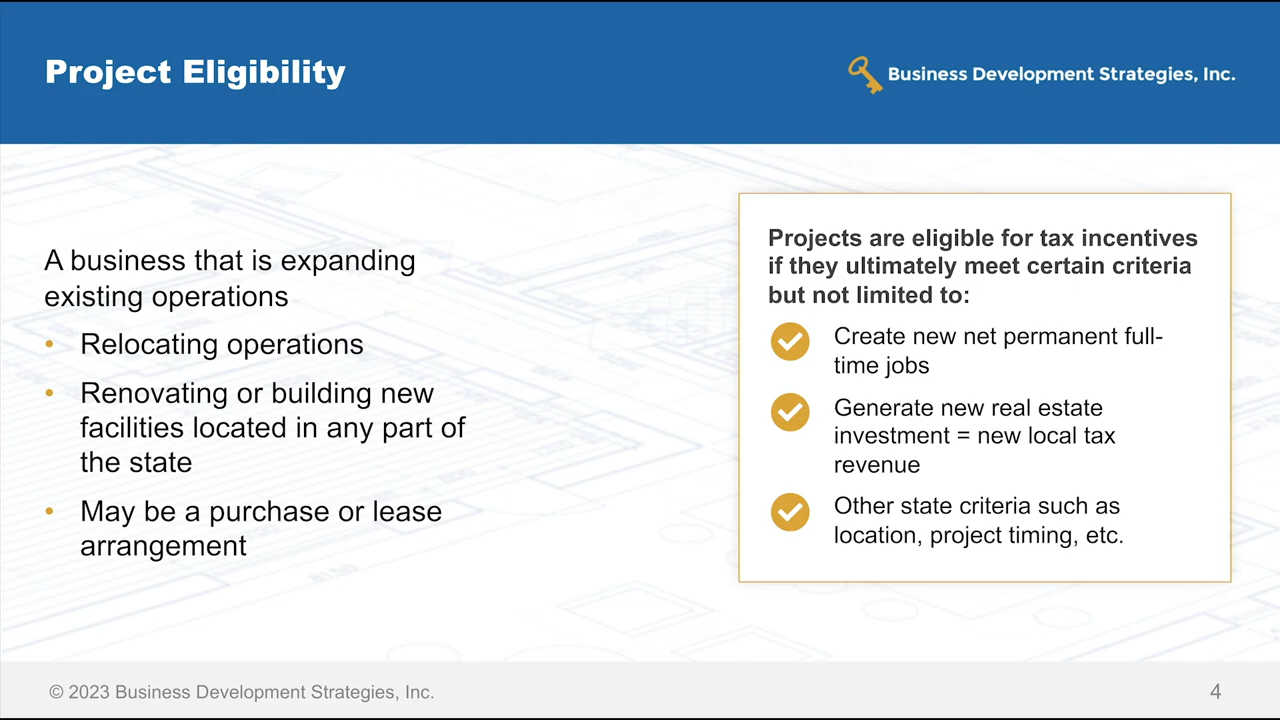 Project Eligibility
Business Development Strategies, Inc.
A business that is expanding
existing operations
• Relocating operations
• Renovating or building new
facilities located in any part of
the state
• May be a purchase or lease
arrangement
Projects are eligible for tax incentives
if they ultimately meet certain criteria
but not limited to:
Create new net permanent full-
time jobs
Generate new real estate
investment = new local tax
revenue
Other state criteria such as
location, project timing, etc.
© 2023 Business Development Strategies, Inc.
4